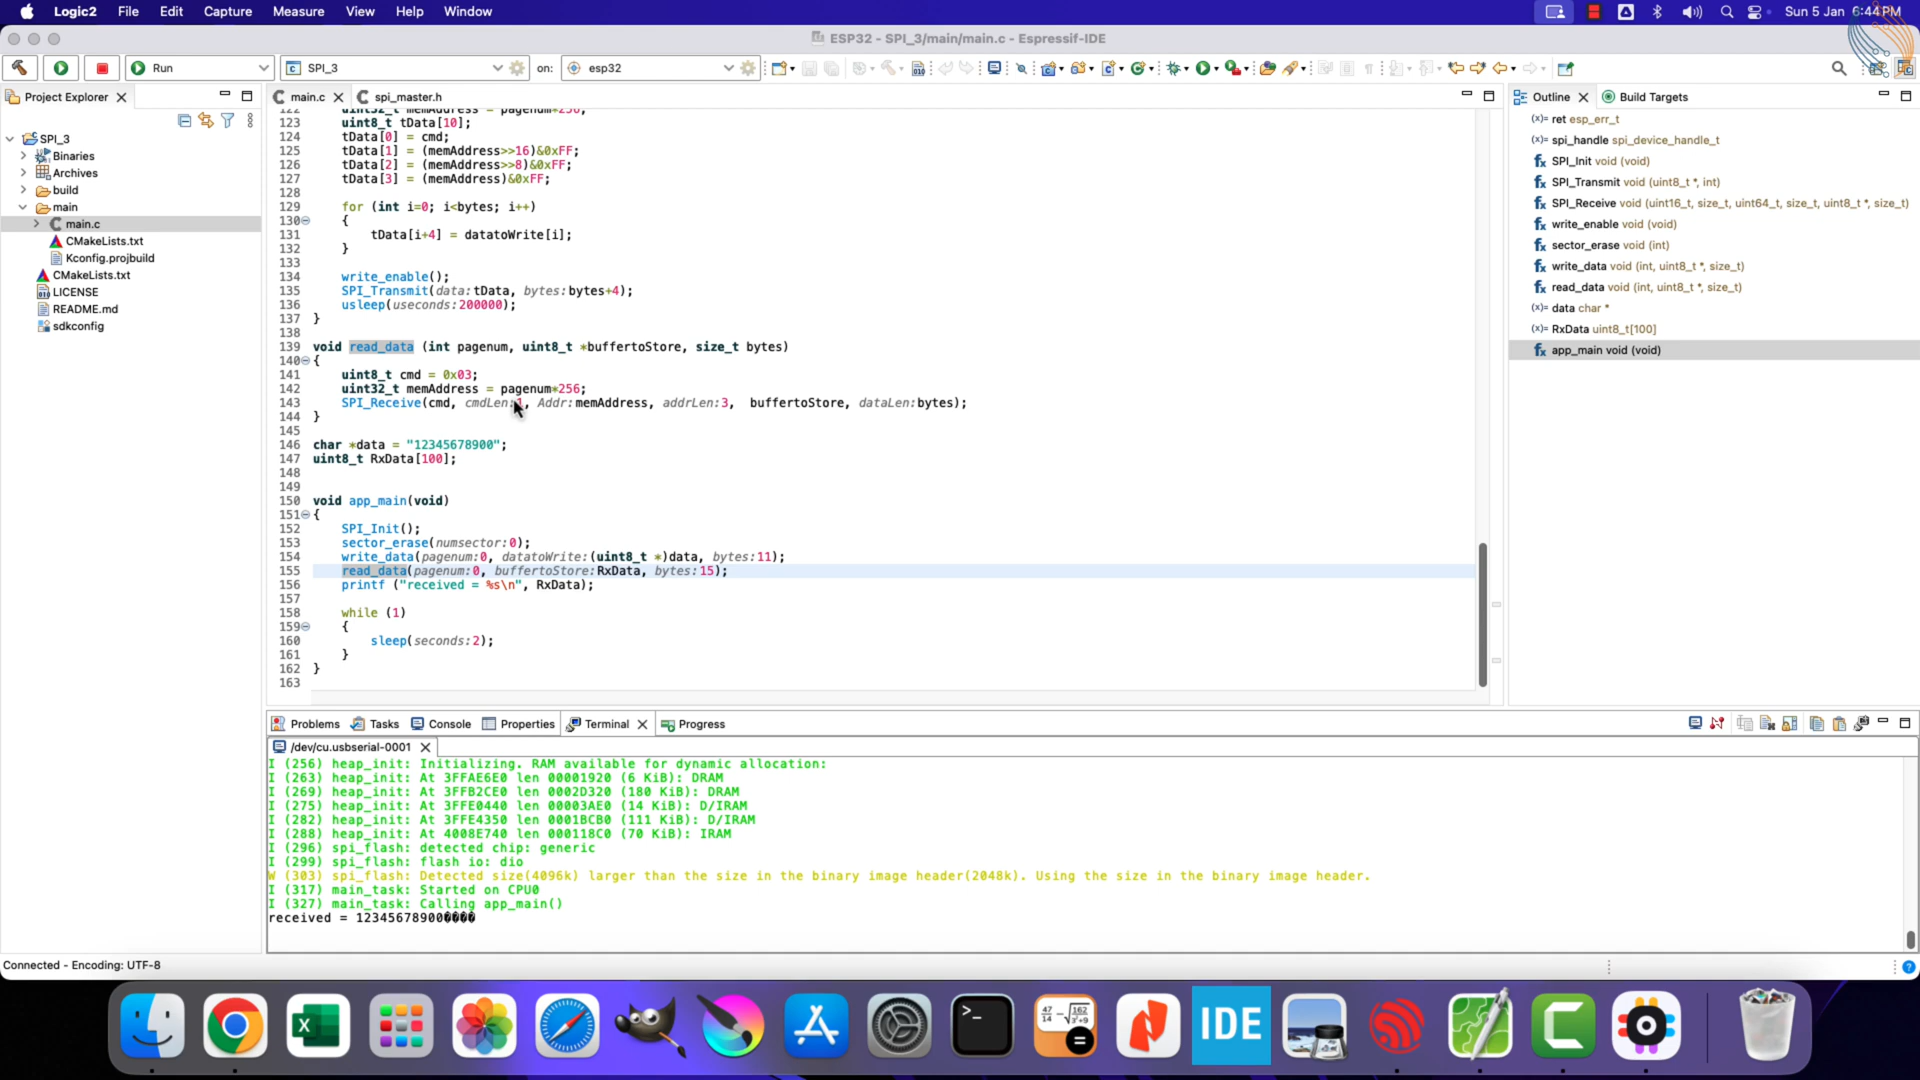 Logic2 File Edit Capture Measure View Help Window Sun 5 Jan 6:44PM
ESP32 - SPI_3/main/main.c - Espressif-IDE
Run SPI_3 on: esp32
Project Explorer
SPI_3
Binaries
Archives
build
main
main.c
CMakeLists.txt
Kconfig.projbuild
CMakeLists.txt
LICENSE
README.md
sdkconfig
main.c spi_master.h
122 uint32_t memAddress = pagenum*256;
123 uint8_t tData[10];
124 tData[0] = cmd;
125 tData[1] = (memAddress>>16)&0xFF;
126 tData[2] = (memAddress>>8)&0xFF;
127 tData[3] = (memAddress)&0xFF;
128
129 for (int i=0; i<bytes; i++)
130 {
131 tData[i+4] = datatoWrite[i];
132 }
133
134 write_enable();
135 SPI_Transmit(data:tData, bytes:bytes+4);
136 usleep(useconds:200000);
137 }
138
139 void read_data (int pagenum, uint8_t *buffertoStore, size_t bytes)
140 {
141 uint8_t cmd = 0x03;
142 uint32_t memAddress = pagenum*256;
143 SPI_Receive(cmd, cmdLen:1, Addr:memAddress, addrLen:3, buffertoStore, dataLen:bytes);
144 }
145
146 char *data = "12345678900";
147 uint8_t RxData[100];
148
149
150 void app_main(void)
151 {
152 SPI_Init();
153 sector_erase(numsector:0);
154 write_data(pagenum:0, datatoWrite:(uint8_t *)data, bytes:11);
155 read_data(pagenum:0, buffertoStore:RxData, bytes:15);
156 printf ("received = %s\n", RxData);
157
158 while (1)
159 {
160 sleep(seconds:2);
161 }
162 }
163
Outline Build Targets
(x)= ret esp_err_t
(x)= spi_handle spi_device_handle_t
fx SPI_Init void (void)
fx SPI_Transmit void (uint8_t *, int)
fx SPI_Receive void (uint16_t, size_t, uint64_t, size_t, uint8_t *, size_t)
fx write_enable void (void)
fx sector_erase void (int)
fx write_data void (int, uint8_t *, size_t)
fx read_data void (int, uint8_t *, size_t)
(x)= data char *
(x)= RxData uint8_t[100]
fx app_main void (void)
Problems Tasks Console Properties Terminal Progress
/dev/cu.usbserial-0001
I (256) heap_init: Initializing. RAM available for dynamic allocation:
I (263) heap_init: At 3FFAE6E0 len 00001920 (6 KiB): DRAM
I (269) heap_init: At 3FFB2CE0 len 0002D320 (180 KiB): DRAM
I (275) heap_init: At 3FFE0440 len 00003AE0 (14 KiB): D/IRAM
I (282) heap_init: At 3FFE4350 len 0001BCB0 (111 KiB): D/IRAM
I (288) heap_init: At 4008E740 len 000118C0 (70 KiB): IRAM
I (296) spi_flash: detected chip: generic
I (299) spi_flash: flash io: dio
W (303) spi_flash: Detected size(4096k) larger than the size in the binary image header(2048k). Using the size in the binary image header.
I (317) main_task: Started on CPU0
I (327) main_task: Calling app_main()
received = 12345678900����
Connected - Encoding: UTF-8
IDE